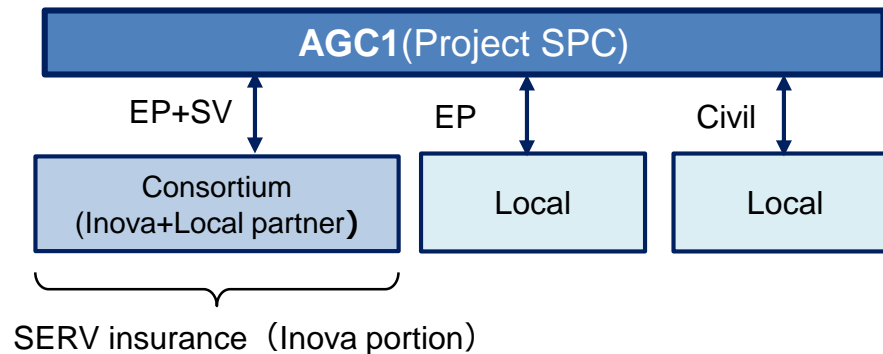 AGC1(Project SPC)
EP+SV
EP
Civil
Consortium
(Inova+Local partner)
Local
Local
SERV insurance（Inova portion）